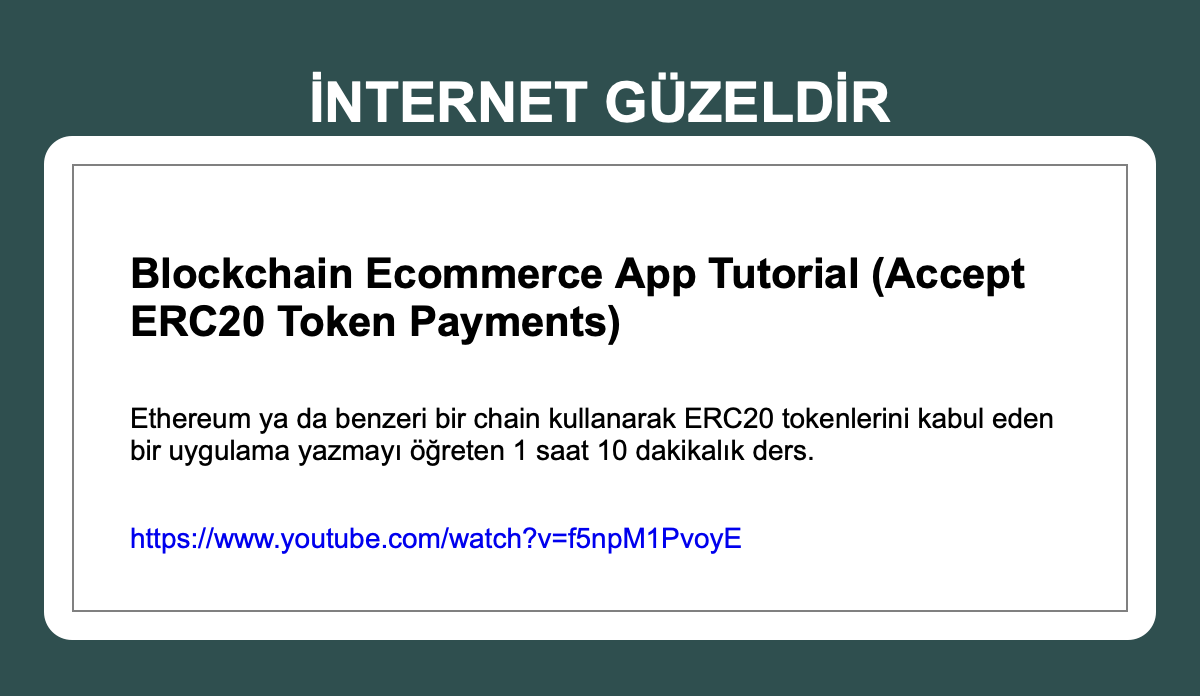 İNTERNET GÜZELDİR
Blockchain Ecommerce App Tutorial (Accept
ERC20 Token Payments)
Ethereum ya da benzeri bir chain kullanarak ERC20 tokenlerini kabul eden
bir uygulama yazmayı öğreten 1 saat 10 dakikalık ders.
https://www.youtube.com/watch?v=f5npM1PvoyE